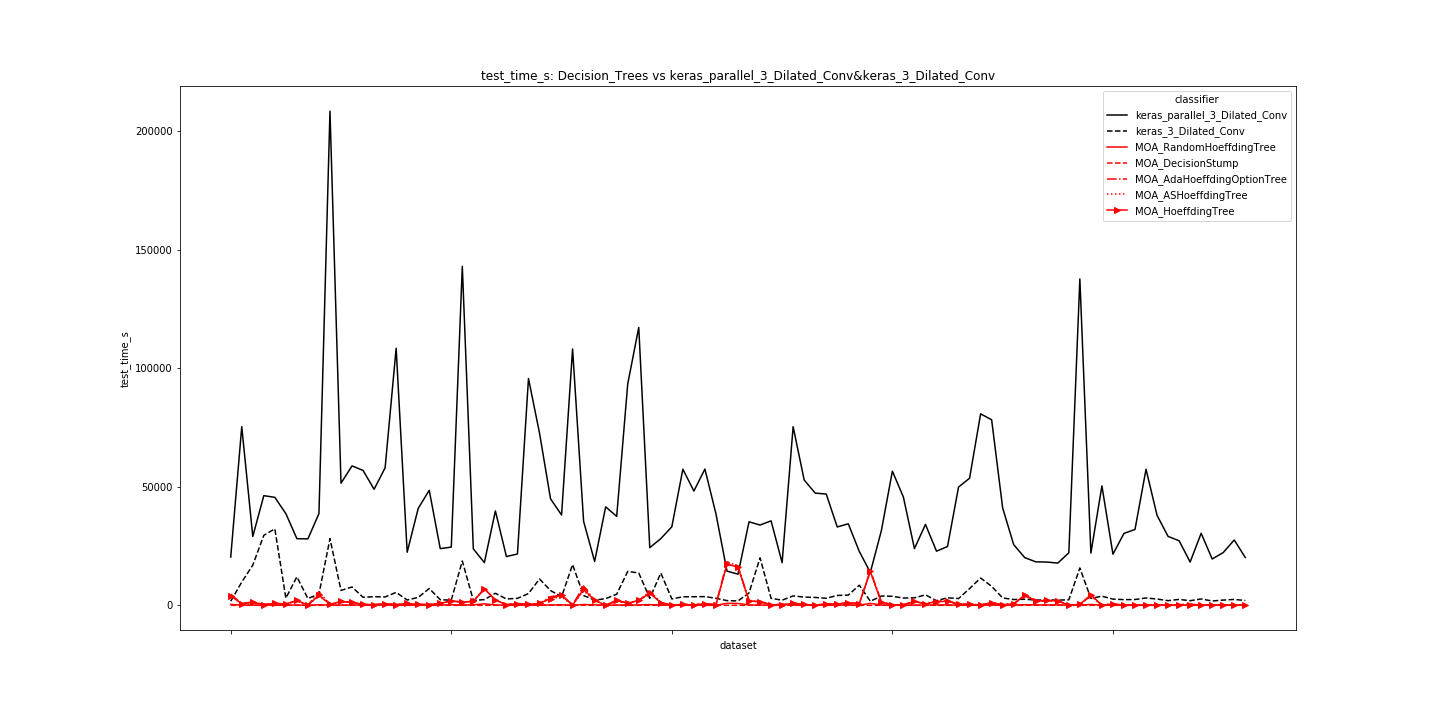 test_time_s: Decision_Trees vs keras_parallel_3_Dilated_Conv&keras_3_Dilated_Conv
classifier
keras_parallel_3_Dilated_Conv
keras_3_Dilated_Conv
MOA_RandomHoeffdingTree
MOA_DecisionStump
MOA_AdaHoeffdingOptionTree
MOA_ASHoeffdingTree
MOA_HoeffdingTree
200000
150000
100000
50000
0
test_time_s
dataset